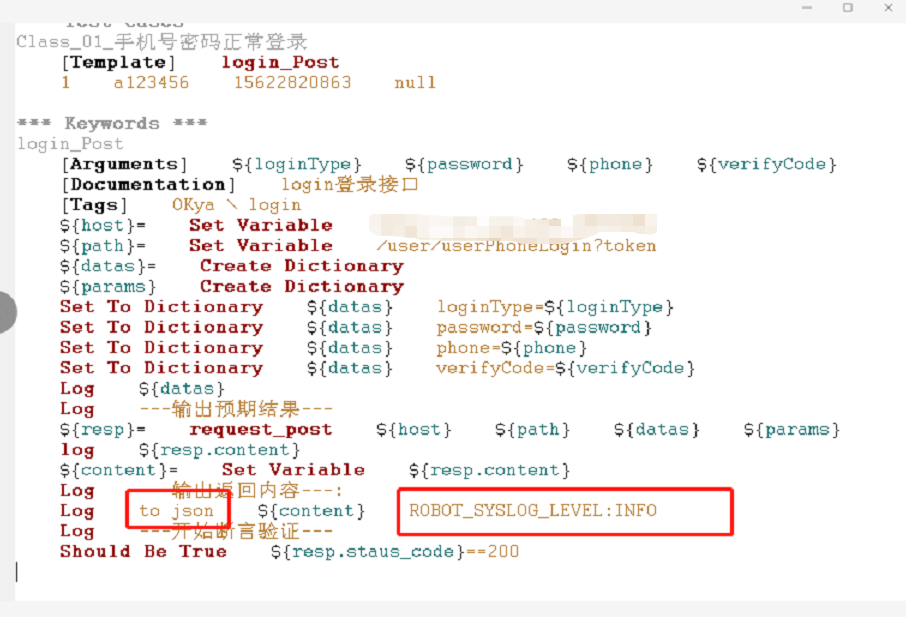 Class_01_手机号密码正常登录
[Template] login_Post
1 a123456 15622820863 null
*** Keywords ***
login_Post
[Arguments] ${loginType} ${password} ${phone} ${verifyCode}
[Documentation] login登录接口
[Tags] OKya \ login
${host}= Set Variable
${path}= Set Variable /user/userPhoneLogin?token
${datas}= Create Dictionary
${params} Create Dictionary
Set To Dictionary ${datas} loginType=${loginType}
Set To Dictionary ${datas} password=${password}
Set To Dictionary ${datas} phone=${phone}
Set To Dictionary ${datas} verifyCode=${verifyCode}
Log ${datas}
Log ---输出预期结果---
${resp}= request_post ${host} ${path} ${datas} ${params}
log ${resp.content}
${content}= Set Variable ${resp.content}
Log ---输出返回内容---:
Log to json ${content} ROBOT_SYSLOG_LEVEL:INFO
Log ---开始断言验证---
Should Be True ${resp.staus_code}==200